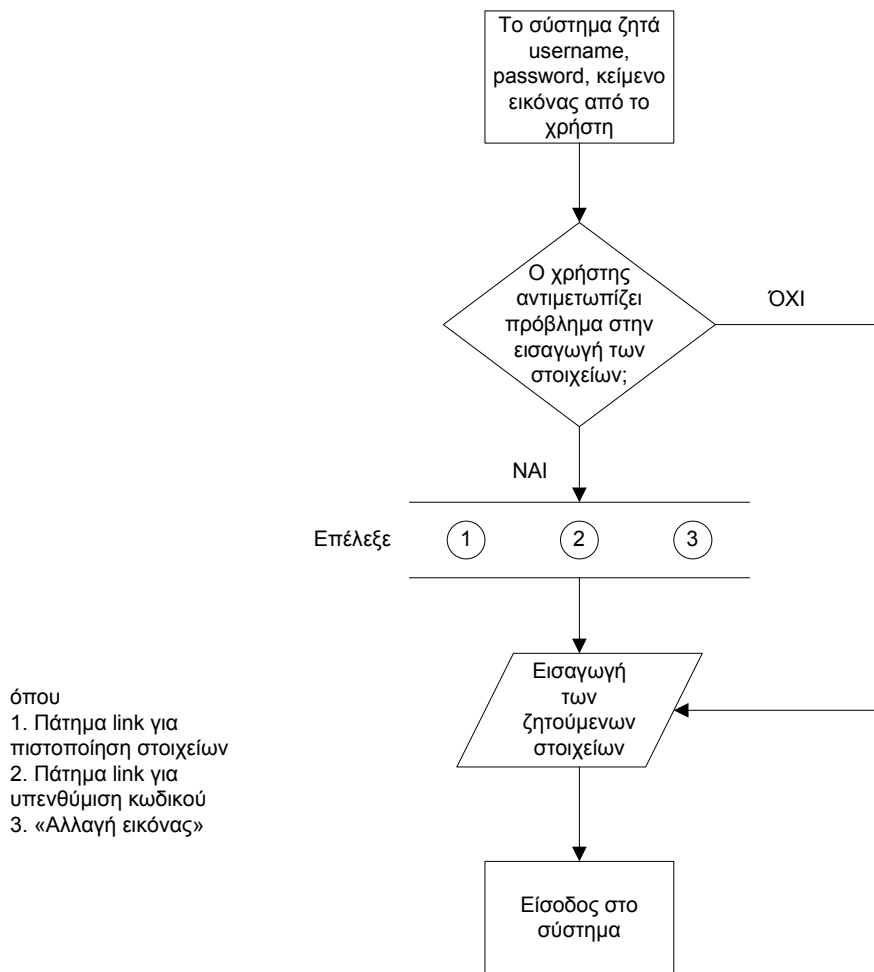 Το σύστημα ζητά
username,
password, κείμενο
εικόνας από το
χρήστη
Ο χρήστης
αντιμετωπίζει
πρόβλημα στην
εισαγωγή των
στοιχείων;
ΌΧΙ
ΝΑΙ
Επέλεξε
1
2
3
Εισαγωγή
των
ζητούμενων
στοιχείων
όπου
1. Πάτημα link για
πιστοποίηση στοιχείων
2. Πάτημα link για
υπενθύμιση κωδικού
3. «Αλλαγή εικόνας»
Είσοδος στο
σύστημα